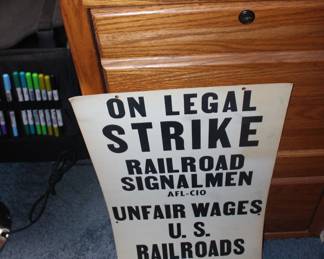 ON LEGAL
STRIKE
RAILROAD
SIGNALMEN
AFL-CIO
UNFAIR WAGES
U.S.
RAILROADS